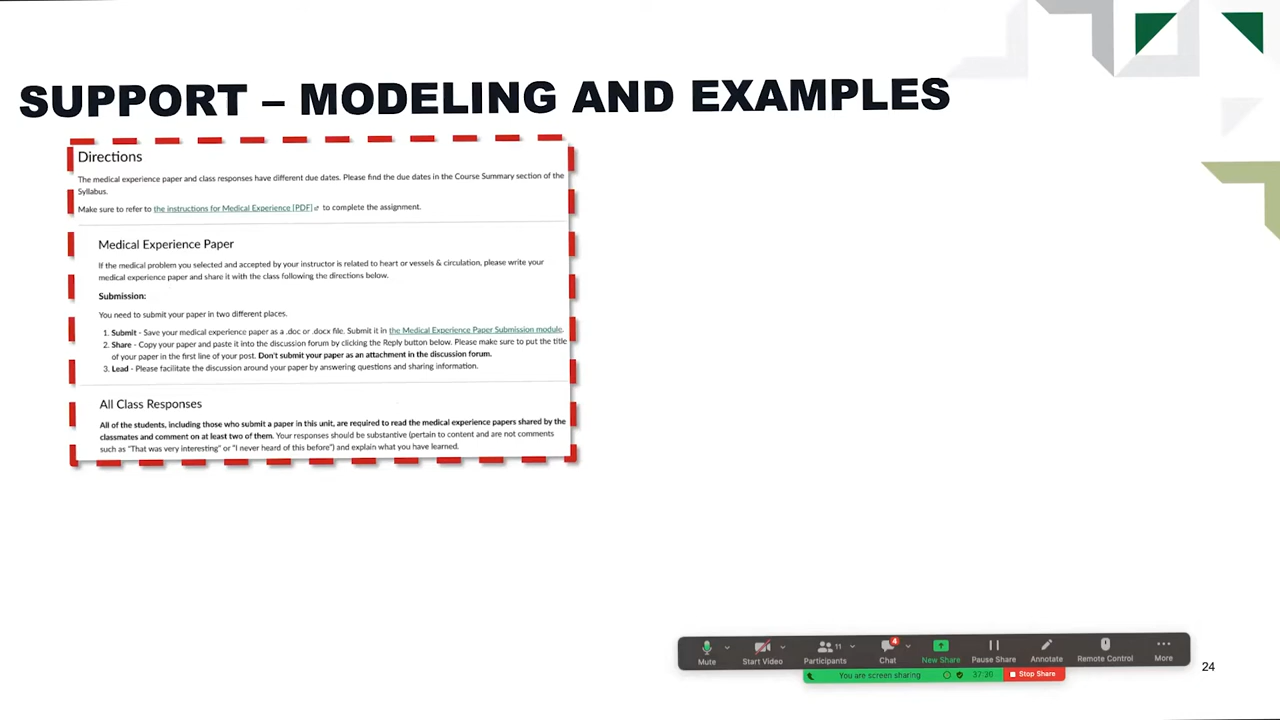 SUPPORT – MODELING AND EXAMPLES
Directions
The medical experience paper and class responses have different due dates. Please find the due dates in the Course Summary section of the
Syllabus.
Make sure to refer to the instructions for Medical Experience [PDF] to complete the assignment.
Medical Experience Paper
If the medical problem you selected and accepted by your instructor is related to heart or vessels & circulation, please write your
medical experience paper and share it with the class following the directions below.
Submission:
You need to submit your paper in two different places.
1. Submit - Save your medical experience paper as a .doc or .docx file. Submit it in the Medical Experience Paper Submission module.
2. Share - Copy your paper and paste it into the discussion forum by clicking the Reply button below. Please make sure to put the title
of your paper in the first line of your post. Don't submit your paper as an attachment in the discussion forum.
3. Lead - Please facilitate the discussion around your paper by answering questions and sharing information.
All Class Responses
All of the students, including those who submit a paper in this unit, are required to read the medical experience papers shared by the
classmates and comment on at least two of them. Your responses should be substantive (pertain to content and are not comments
such as "That was very interesting" or "I never heard of this before") and explain what you have learned.
Mute Start Video Participants 11 Chat 4 New Share Pause Share Annotate Remote Control More
You are screen sharing 37:20 Stop Share
24